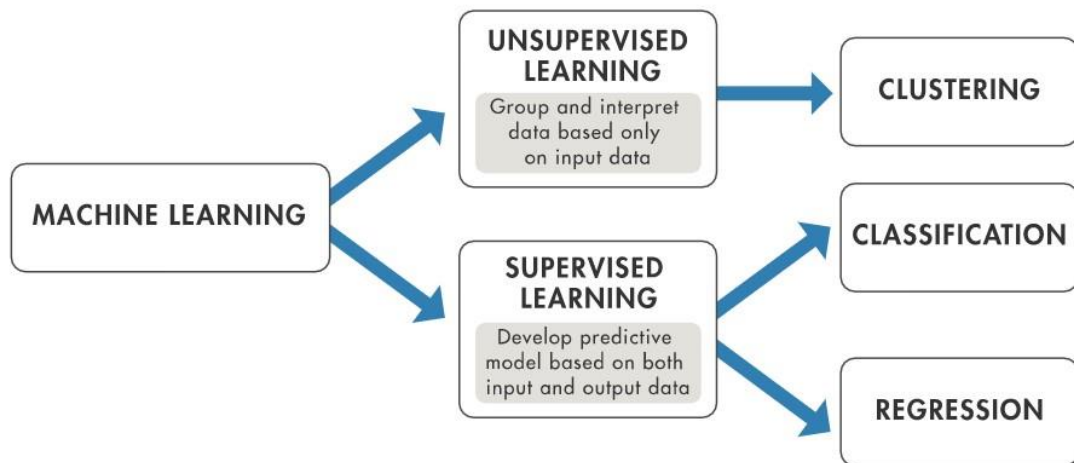 UNSUPERVISED
LEARNING
Group and interpret
data based only
on input data
CLUSTERING
MACHINE LEARNING
SUPERVISED
LEARNING
Develop predictive
model based on both
input and output data
CLASSIFICATION
REGRESSION